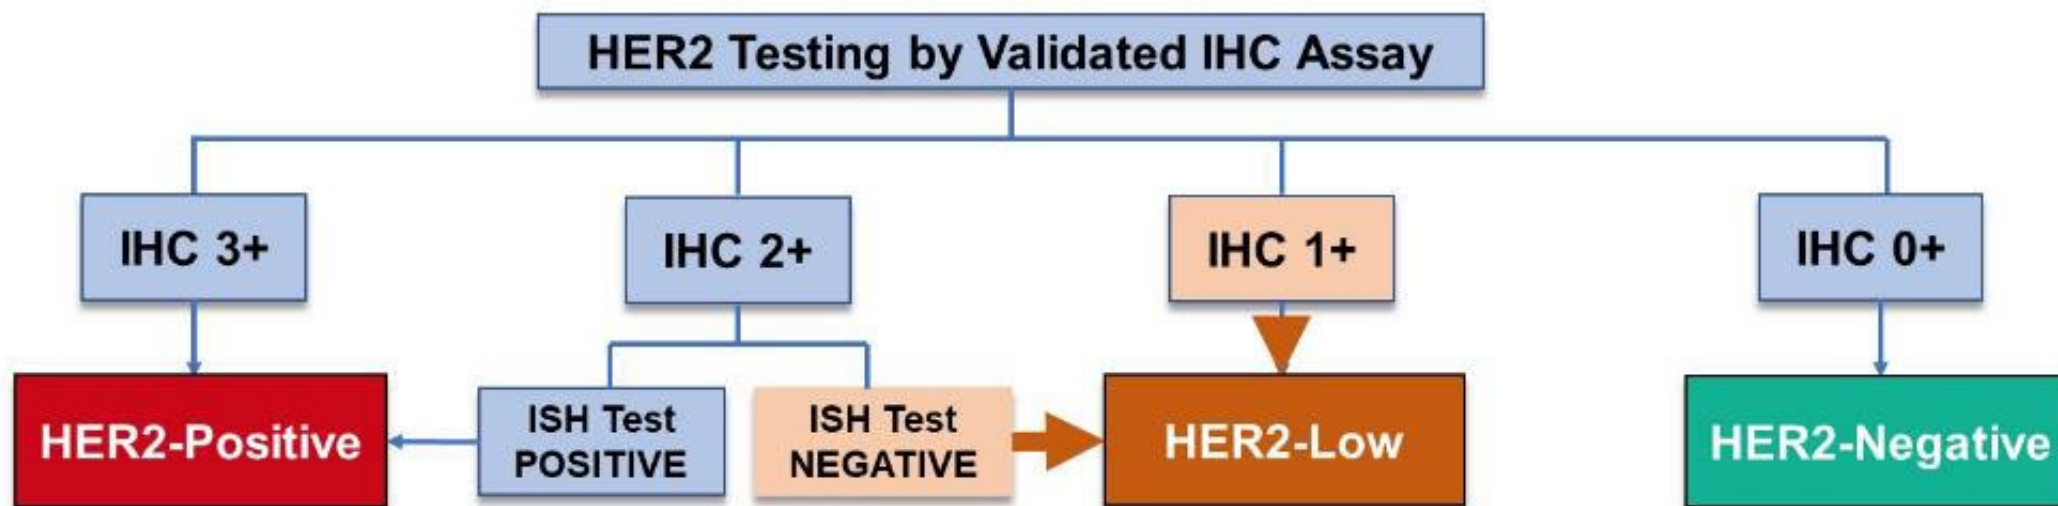 HER2 Testing by Validated IHC Assay
IHC 3+
IHC 2+
IHC 1+
IHC 0+
HER2-Positive
ISH Test
POSITIVE
ISH Test
NEGATIVE
HER2-Low
HER2-Negative